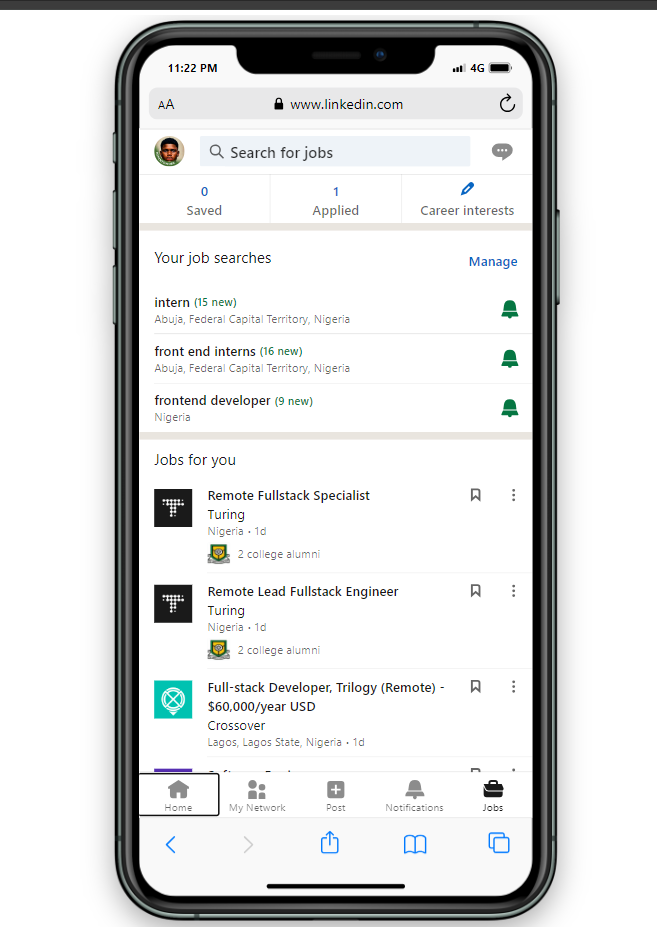 11:22 PM
4G
AA
www.linkedin.com
Search for jobs
0
Saved
1
Applied
Career interests
Your job searches
Manage
intern (15 new)
Abuja, Federal Capital Territory, Nigeria
front end interns (16 new)
Abuja, Federal Capital Territory, Nigeria
frontend developer (9 new)
Nigeria
Jobs for you
Remote Fullstack Specialist
Turing
Nigeria • 1d
2 college alumni
Remote Lead Fullstack Engineer
Turing
Nigeria • 1d
2 college alumni
Full-stack Developer, Trilogy (Remote) -
$60,000/year USD
Crossover
Lagos, Lagos State, Nigeria • 1d
Home
My Network
Post
Notifications
Jobs